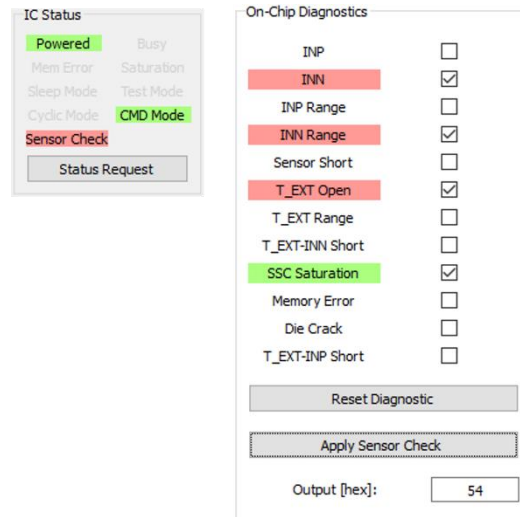 IC Status
Powered Busy
Mem Error Saturation
Sleep Mode Test Mode
Cyclic Mode CMD Mode
Sensor Check
Status Request
On-Chip Diagnostics
INP
INN
INP Range
INN Range
Sensor Short
T_EXT Open
T_EXT Range
T_EXT-INN Short
SSC Saturation
Memory Error
Die Crack
T_EXT-INP Short
Reset Diagnostic
Apply Sensor Check
Output [hex]: 54